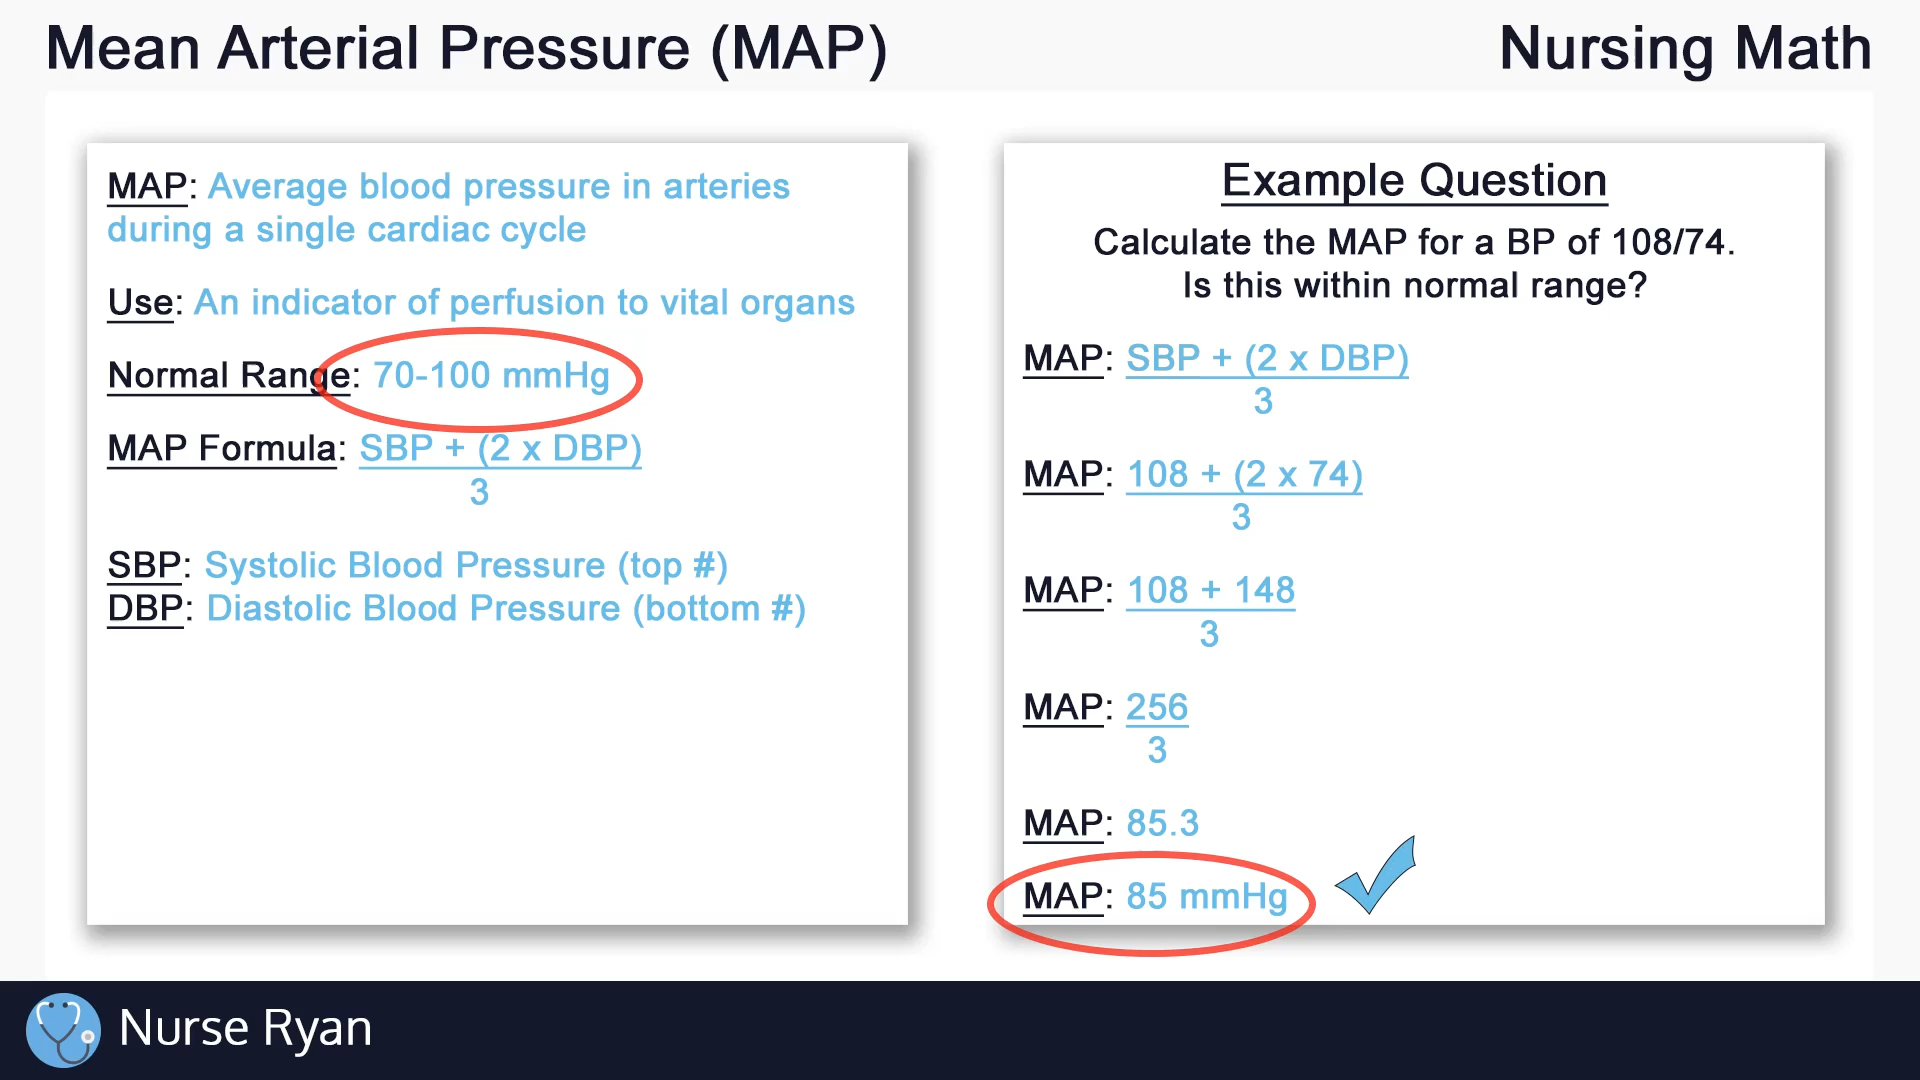 Mean Arterial Pressure (MAP)
Nursing Math
MAP: Average blood pressure in arteries
during a single cardiac cycle
Use: An indicator of perfusion to vital organs
Normal Range: 70-100 mmHg
MAP Formula: SBP + (2 x DBP)
3
SBP: Systolic Blood Pressure (top #)
DBP: Diastolic Blood Pressure (bottom #)
Example Question
Calculate the MAP for a BP of 108/74.
Is this within normal range?
MAP: SBP + (2 x DBP)
3
MAP: 108 + (2 x 74)
3
MAP: 108 + 148
3
MAP: 256
3
MAP: 85.3
MAP: 85 mmHg
Nurse Ryan